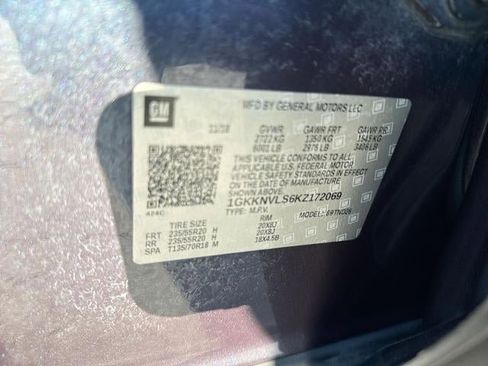 GM
MFD BY GENERAL MOTORS LLC
GVWR GAWR FRT GAWR RR
2722 KG 1350 KG 1545 KG
6001 LB 2976 LB 3406 LB
THIS VEHICLE CONFORMS TO ALL APPLICABLE
U.S. FEDERAL MOTOR
VEHICLE SAFETY STANDARDS IN EFFECT
ON THE DATE OF MANUFACTURE
SHOWN ABOVE.
1GKKNVLS6KZ172069
TYPE: M.P.V. MODEL:
TIRE SIZE RIM
FRT 235/55R20 H 20X8J
RR 235/55R20 H 20X8J
SPA T135/70R18 M 18X4.5B